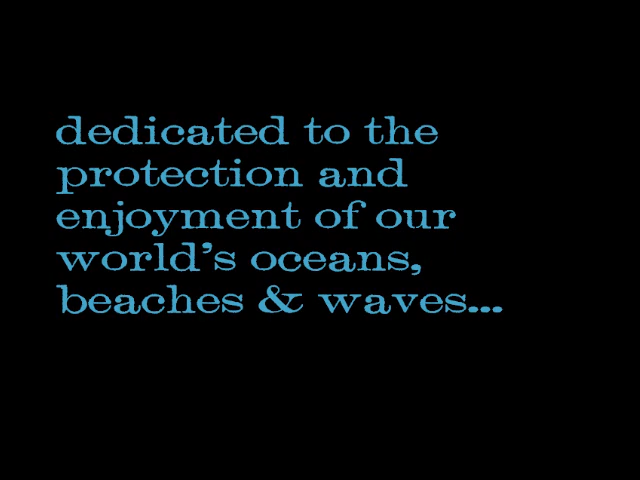 dedicated to the
protection and
enjoyment of our
world's oceans,
beaches & waves...